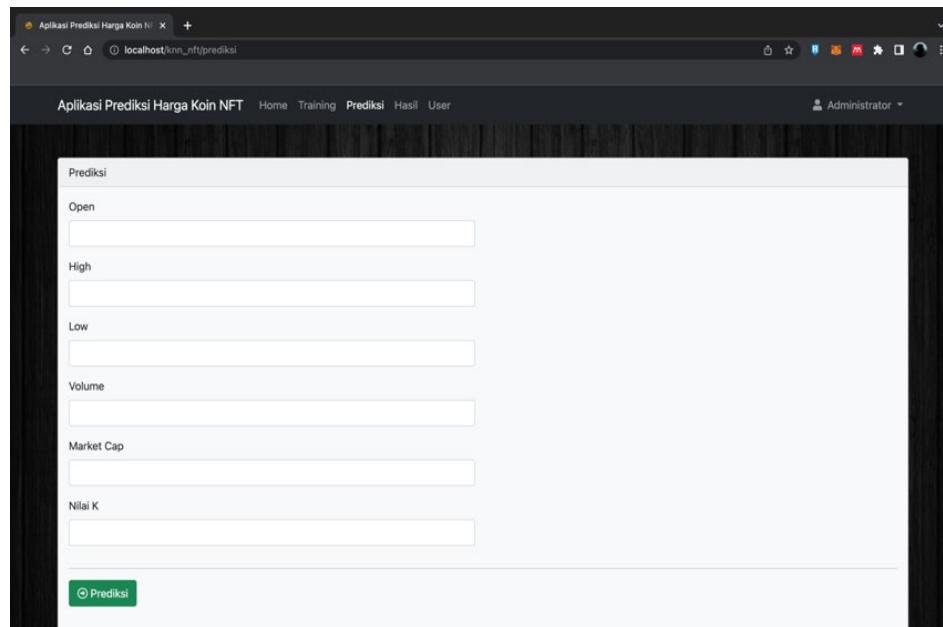 Aplikasi Prediksi Harga Koin N
localhost/knn_nft/prediksi
Aplikasi Prediksi Harga Koin NFT Home Training Prediksi Hasil User Administrator
Prediksi
Open
High
Low
Volume
Market Cap
Nilai K
Prediksi